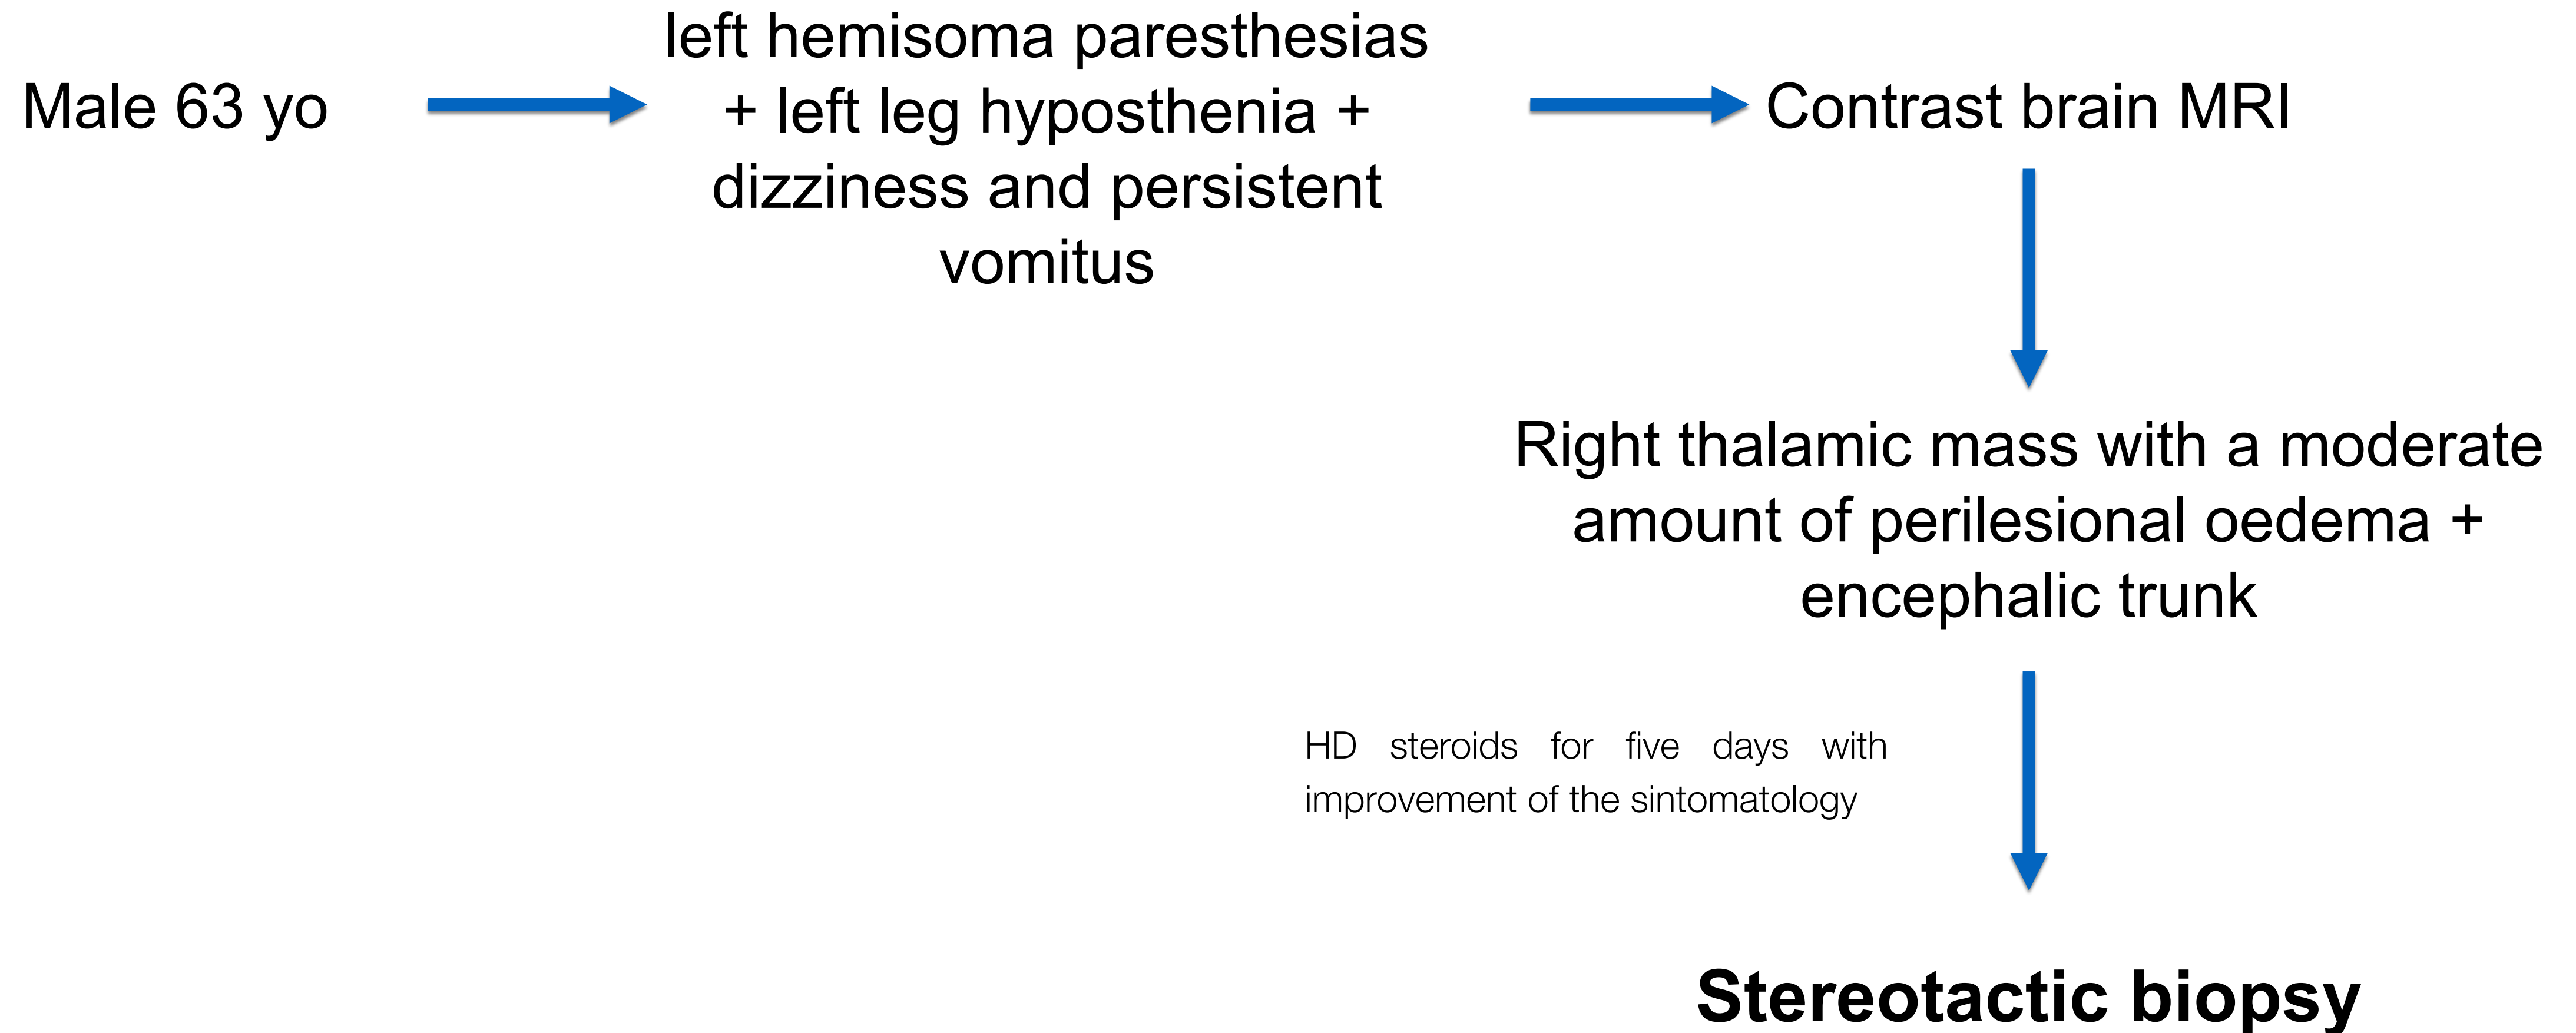 Male 63 yo
left hemisoma paresthesias
+ left leg hyposthenia +
dizziness and persistent
vomitus
Contrast brain MRI
Right thalamic mass with a moderate
amount of perilesional oedema +
encephalic trunk
HD steroids for five days with
improvement of the sintomatology
Stereotactic biopsy